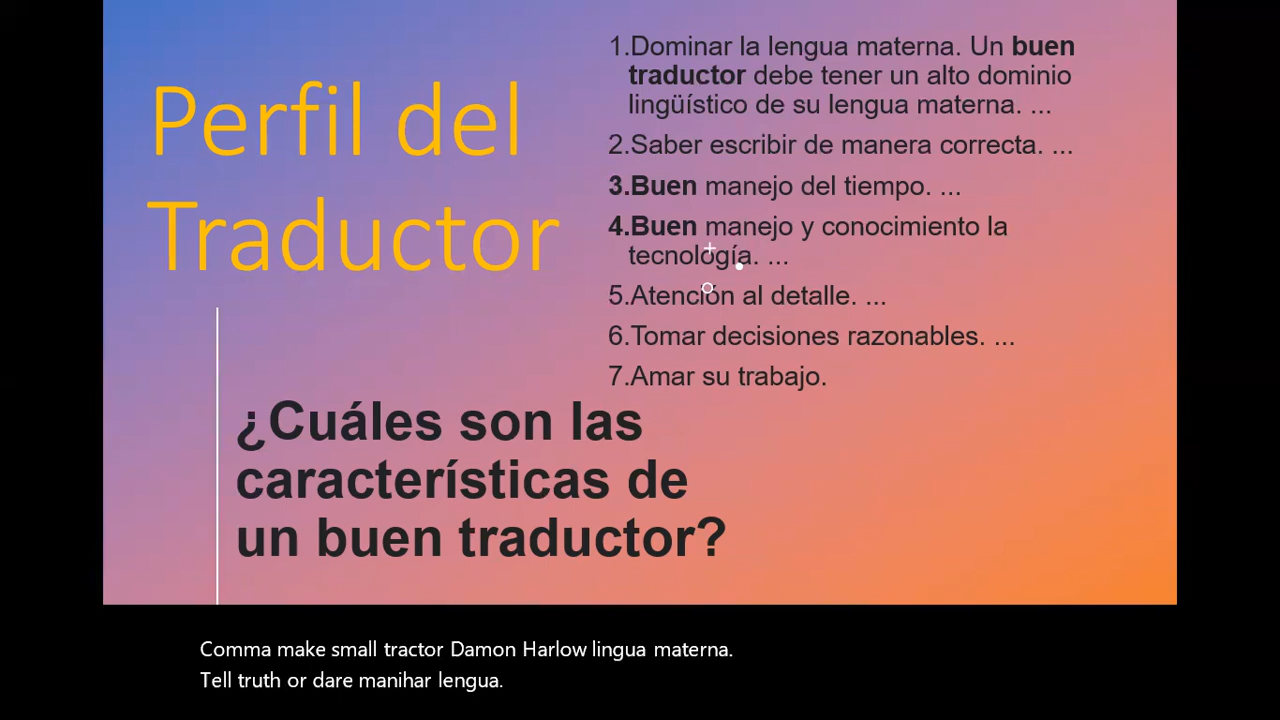 Perfil del
Traductor
¿Cuáles son las
características de
un buen traductor?
1.Dominar la lengua materna. Un buen
traductor debe tener un alto dominio
lingüístico de su lengua materna. ...
2.Saber escribir de manera correcta. ...
3.Buen manejo del tiempo. ...
4.Buen manejo y conocimiento la
tecnología. ...
5.Atención al detalle. ...
6.Tomar decisiones razonables. ...
7.Amar su trabajo.
Comma make small tractor Damon Harlow lingua materna.
Tell truth or dare manihar lengua.